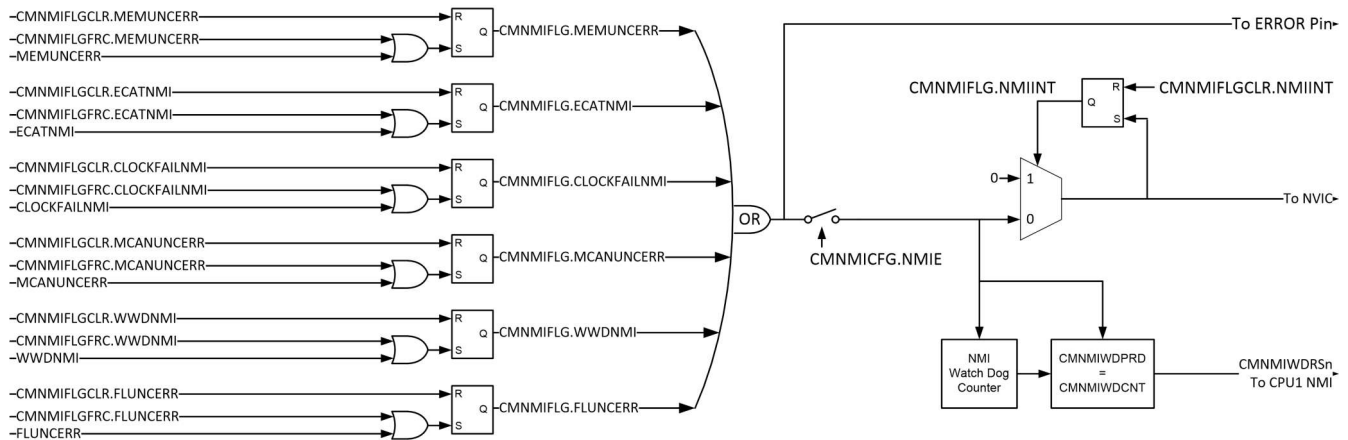 CMNMIFLGCLR.MEMUNCERR
CMNMIFLGFRC.MEMUNCERR
MEMUNCERR
R
S
Q
CMNMIFLG.MEMUNCERR
CMNMIFLGCLR.ECATNMI
CMNMIFLGFRC.ECATNMI
ECATNMI
R
S
Q
CMNMIFLG.ECATNMI
CMNMIFLGCLR.CLOCKFAILNMI
CMNMIFLGFRC.CLOCKFAILNMI
CLOCKFAILNMI
R
S
Q
CMNMIFLG.CLOCKFAILNMI
CMNMIFLGCLR.MCANUNCERR
CMNMIFLGFRC.MCANUNCERR
MCANUNCERR
R
S
Q
CMNMIFLG.MCANUNCERR
CMNMIFLGCLR.WWDNMI
CMNMIFLGFRC.WWDNMI
WWDNMI
R
S
Q
CMNMIFLG.WWDNMI
CMNMIFLGCLR.FLUNCERR
CMNMIFLGFRC.FLUNCERR
FLUNCERR
R
S
Q
CMNMIFLG.FLUNCERR
OR
To ERROR Pin
CMNMIFLG.NMIINT
Q
R
S
CMNMIFLGCLR.NMIINT
0
1
0
To NVIC
CMNMICFG.NMIE
NMI
Watch Dog
Counter
CMNMIWDPRD
=
CMNMIWDCNT
CMNMIWDRSn
To CPU1 NMI